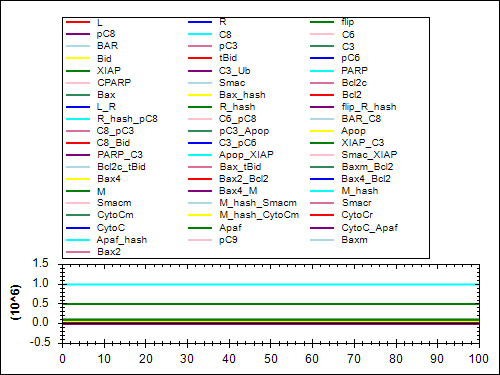 L R flip
pC8 C8 C6
BAR pC3 C3
Bid tBid pC6
XIAP C3_Ub PARP
CPARP Smac Bcl2c
Bax Bax_hash Bcl2
L_R R_hash flip_R_hash
R_hash_pC8 C6_pC8 BAR_C8
C8_pC3 pC3_Apop Apop
C8_Bid C3_pC6 XIAP_C3
PARP_C3 Apop_XIAP Smac_XIAP
Bcl2c_tBid Bax_tBid Baxm_Bcl2
Bax4 Bax2_Bcl2 Bax4_Bcl2
M Bax4_M M_hash
Smacm M_hash_Smacm Smacr
CytoCm M_hash_CytoCm CytoCr
CytoC Apaf CytoC_Apaf
Apaf_hash pC9 Baxm
Bax2
1.5
1.0
0.5
0.0
-0.5
(10^6)
0 10 20 30 40 50 60 70 80 90 100